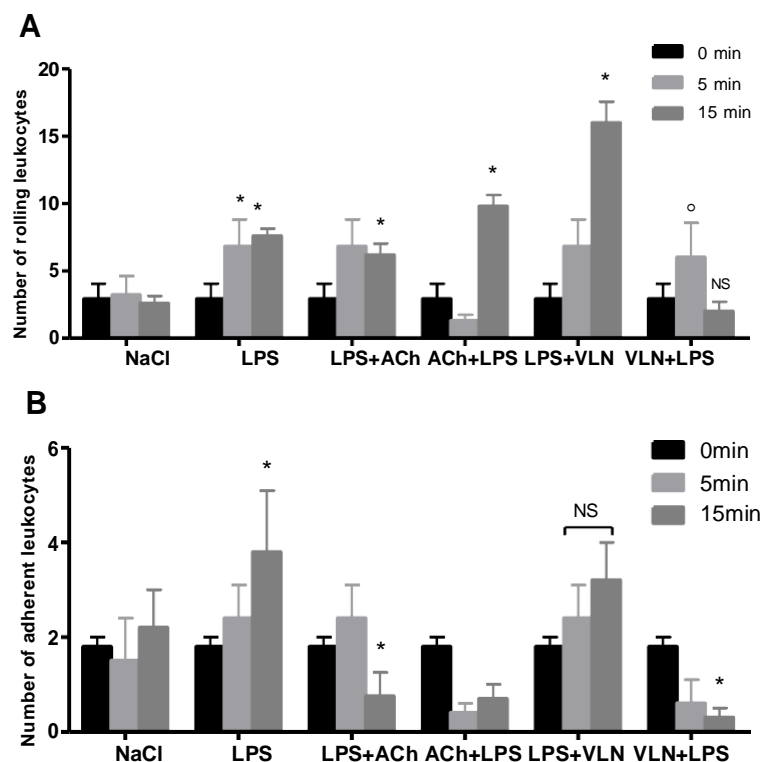 A
0 min
5 min
15 min
Number of rolling leukocytes
20
15
10
5
0
* * * * * ° NS
NaCl LPS LPS+ACh ACh+LPS LPS+VLN VLN+LPS
B
0min
5min
15min
Number of adherent leukocytes
6
4
2
0
* * NS *
NaCl LPS LPS+ACh ACh+LPS LPS+VLN VLN+LPS